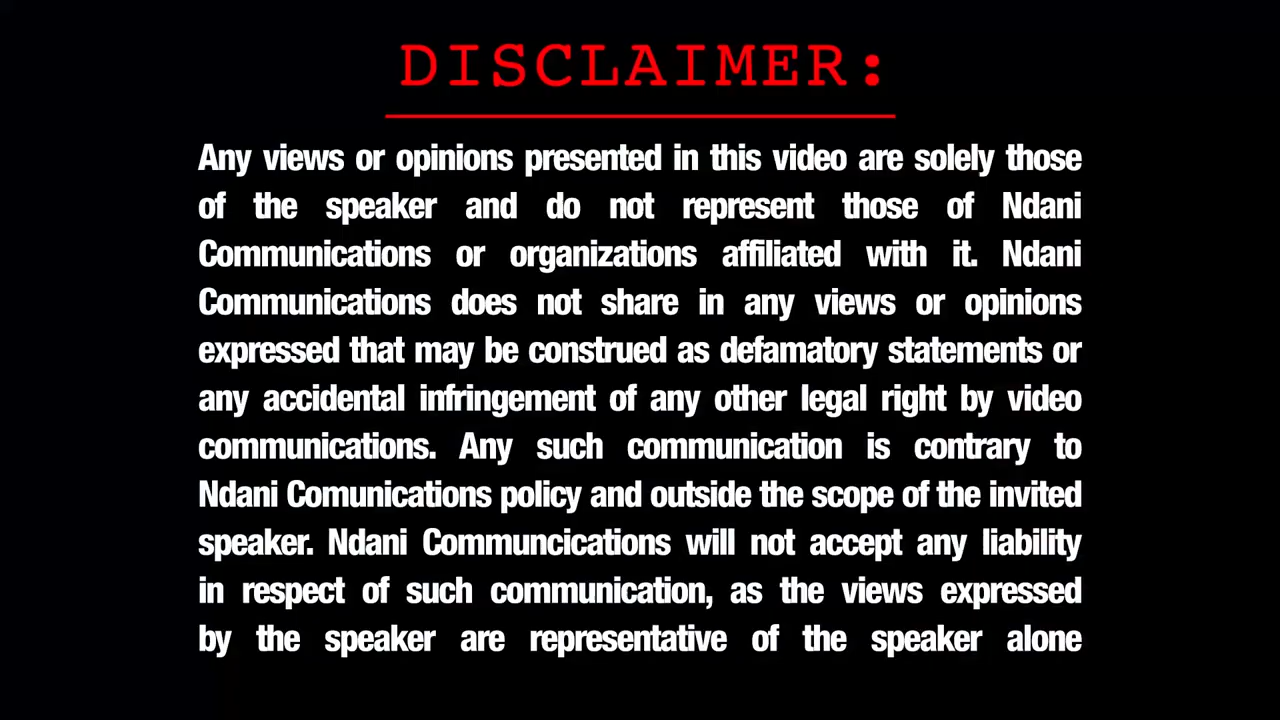 DISCLAIMER:
Any views or opinions presented in this video are solely those
of the speaker and do not represent those of Ndani
Communications or organizations affiliated with it. Ndani
Communications does not share in any views or opinions
expressed that may be construed as defamatory statements or
any accidental infringement of any other legal right by video
communications. Any such communication is contrary to
Ndani Comunications policy and outside the scope of the invited
speaker. Ndani Communcications will not accept any liability
in respect of such communication, as the views expressed
by the speaker are representative of the speaker alone